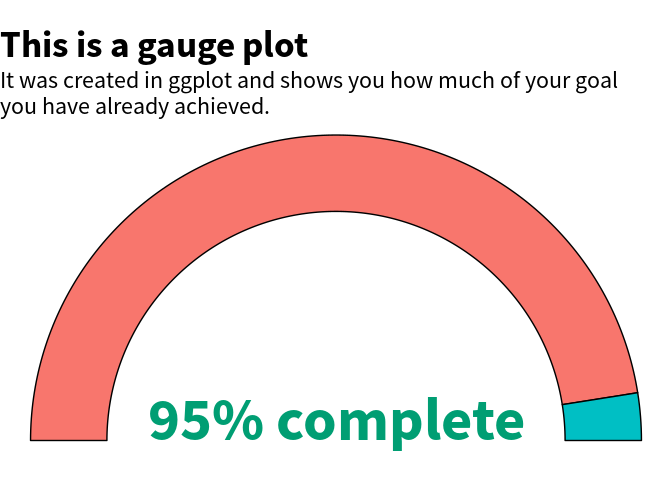 This is a gauge plot
It was created in ggplot and shows you how much of your goal
you have already achieved.
95% complete